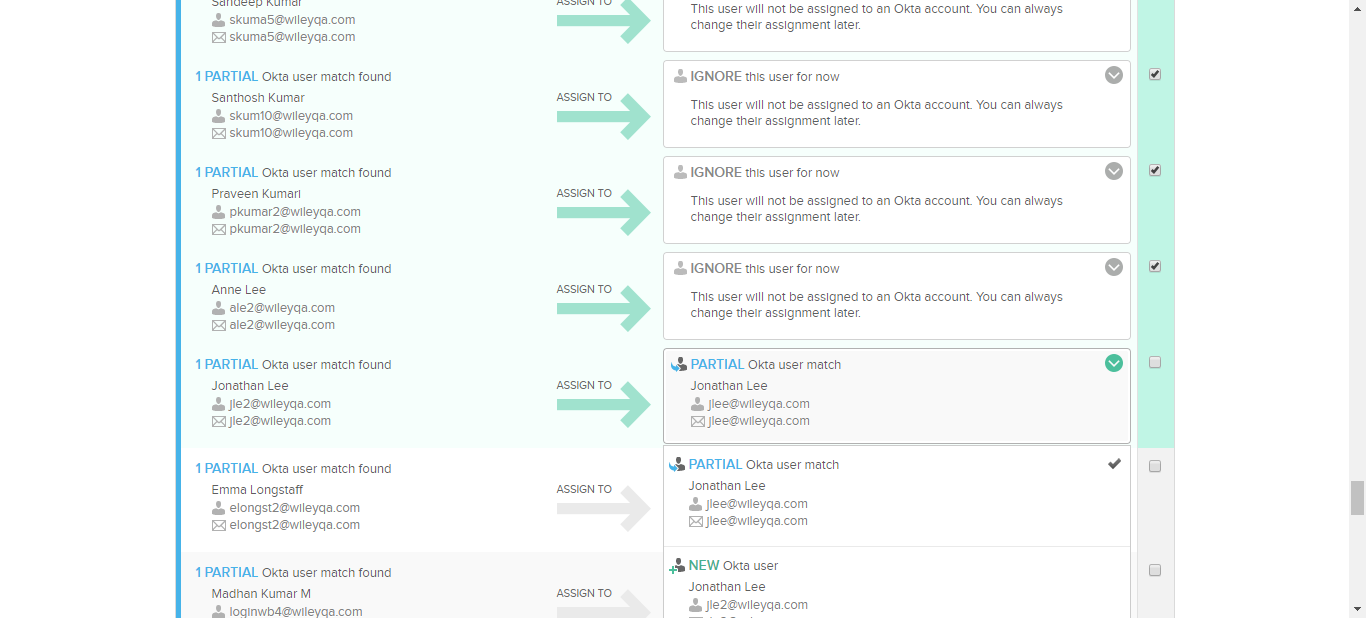 Sandeep Kumar
skuma5@wileyqa.com
skuma5@wileyqa.com
ASSIGN TO
This user will not be assigned to an Okta account. You can always
change their assignment later.
1 PARTIAL Okta user match found
Santhosh Kumar
skum10@wileyqa.com
skum10@wileyqa.com
ASSIGN TO
IGNORE this user for now
This user will not be assigned to an Okta account. You can always
change their assignment later.
1 PARTIAL Okta user match found
Praveen Kumari
pkumar2@wileyqa.com
pkumar2@wileyqa.com
ASSIGN TO
IGNORE this user for now
This user will not be assigned to an Okta account. You can always
change their assignment later.
1 PARTIAL Okta user match found
Anne Lee
ale2@wileyqa.com
ale2@wileyqa.com
ASSIGN TO
IGNORE this user for now
This user will not be assigned to an Okta account. You can always
change their assignment later.
1 PARTIAL Okta user match found
Jonathan Lee
jle2@wileyqa.com
jle2@wileyqa.com
ASSIGN TO
PARTIAL Okta user match
Jonathan Lee
jlee@wileyqa.com
jlee@wileyqa.com
1 PARTIAL Okta user match found
Emma Longstaff
elongst2@wileyqa.com
elongst2@wileyqa.com
ASSIGN TO
PARTIAL Okta user match
Jonathan Lee
jlee@wileyqa.com
jlee@wileyqa.com
1 PARTIAL Okta user match found
Madhan Kumar M
loginwb4@wileyqa.com
ASSIGN TO
NEW Okta user
Jonathan Lee
jle2@wileyqa.com